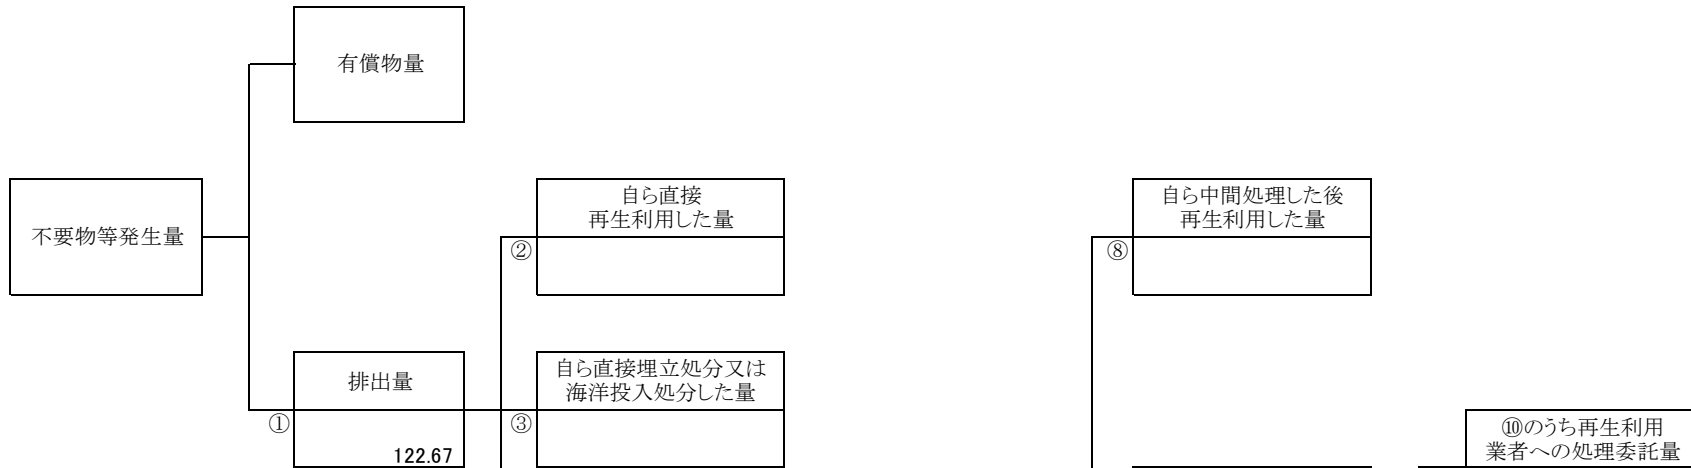 有償物量
不要物等発生量
自ら直接
再生利用した量
②
自ら中間処理した後
再生利用した量
⑧
排出量
①
122.67
自ら直接埋立処分又は
海洋投入処分した量
③
⑩のうち再生利用
業者への処理委託量